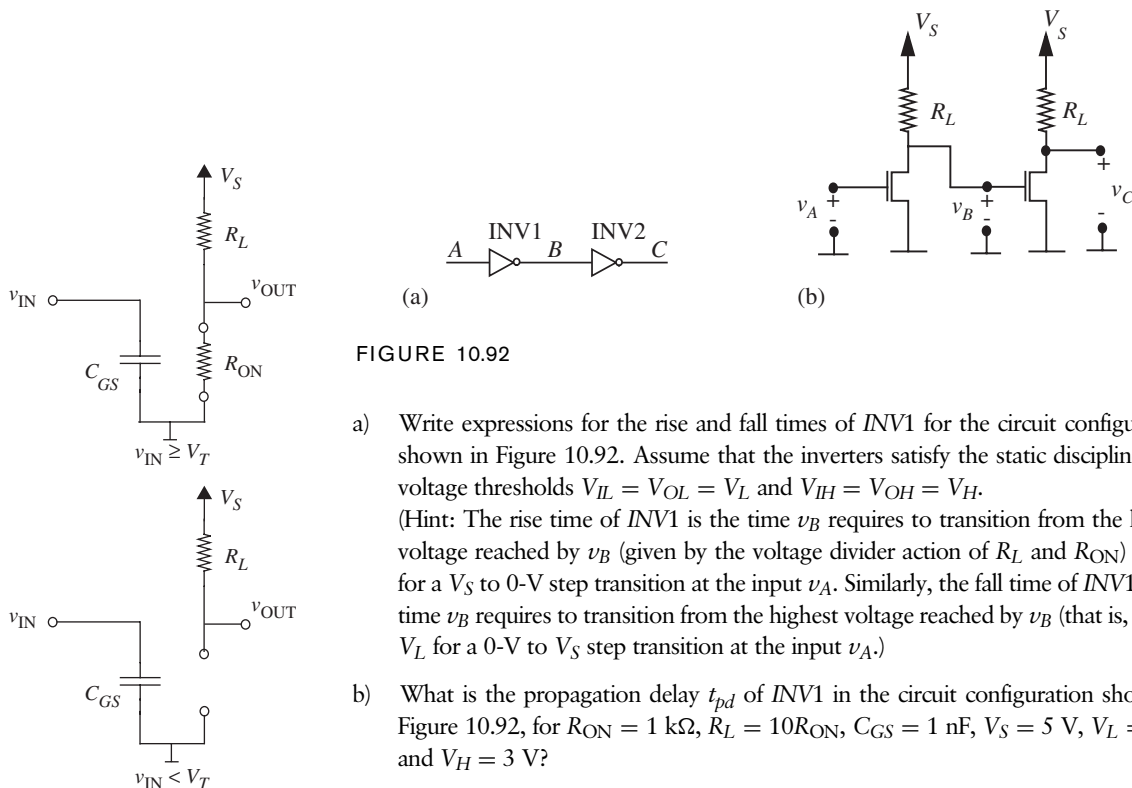 V_S
R_L
v_IN
v_OUT
C_GS
R_ON
v_IN ≥ V_T
V_S
R_L
v_IN
v_OUT
C_GS
v_IN < V_T
INV1 INV2
A B C
(a)
V_S V_S
R_L R_L
v_A + - v_B + - + v_C -
(b)
FIGURE 10.92
a) Write expressions for the rise and fall times of INV1 for the circuit
shown in Figure 10.92. Assume that the inverters satisfy the static
voltage thresholds V_IL = V_OL = V_L and V_IH = V_OH = V_H.
(Hint: The rise time of INV1 is the time v_B requires to transition from the
voltage reached by v_B (given by the voltage divider action of R_L and R_ON)
for a V_S to 0-V step transition at the input v_A. Similarly, the fall time of INV1
time v_B requires to transition from the highest voltage reached by v_B (that is,
V_L for a 0-V to V_S step transition at the input v_A.)
b) What is the propagation delay t_pd of INV1 in the circuit configuration
Figure 10.92, for R_ON = 1 kΩ, R_L = 10R_ON, C_GS = 1 nF, V_S = 5 V, V_L =
and V_H = 3 V?